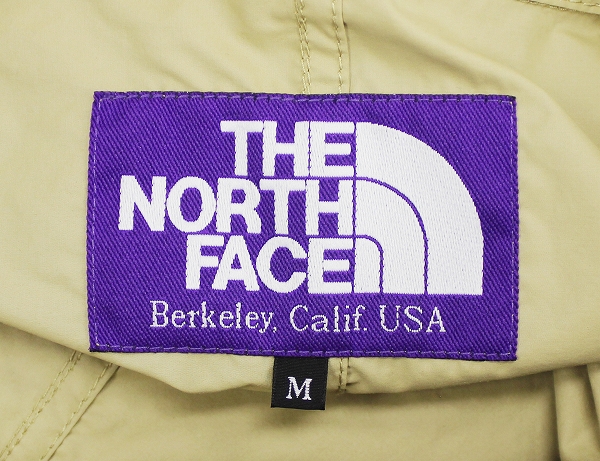 THE
NORTH
FACE
Berkeley, Calif. USA
M